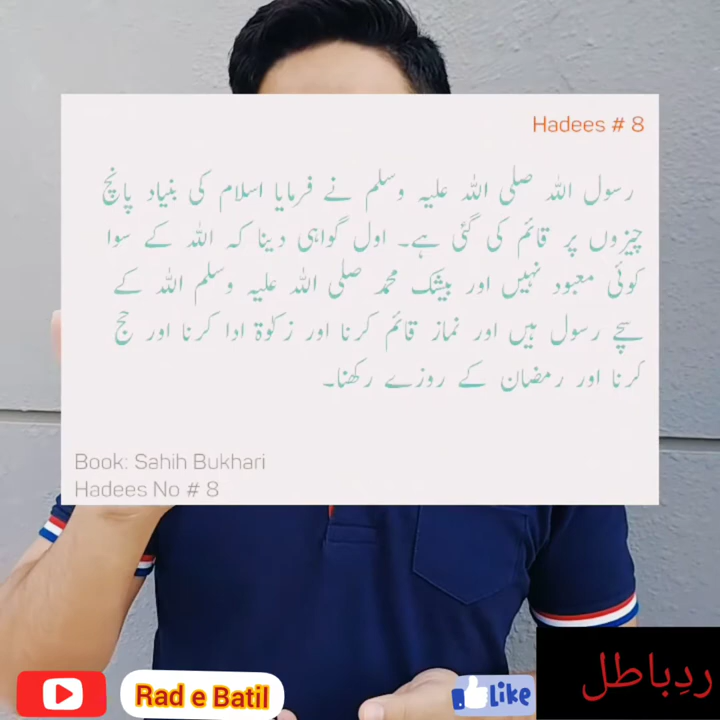 Hadees # 8
رسول اللہ صلی اللہ علیہ وسلم نے فرمایا اسلام کی بنیاد پانچ
چیزوں پر قائم کی گئی ہے۔ اول گواہی دینا کہ اللہ کے سوا
کوئی معبود نہیں اور بیشک محمد صلی اللہ علیہ وسلم اللہ کے
سچے رسول ہیں اور نماز قائم کرنا اور زکوٰۃ ادا کرنا اور حج
کرنا اور رمضان کے روزے رکھنا۔
Book: Sahih Bukhari
Hadees No # 8
Rad e Batil
Like
ردِباطل